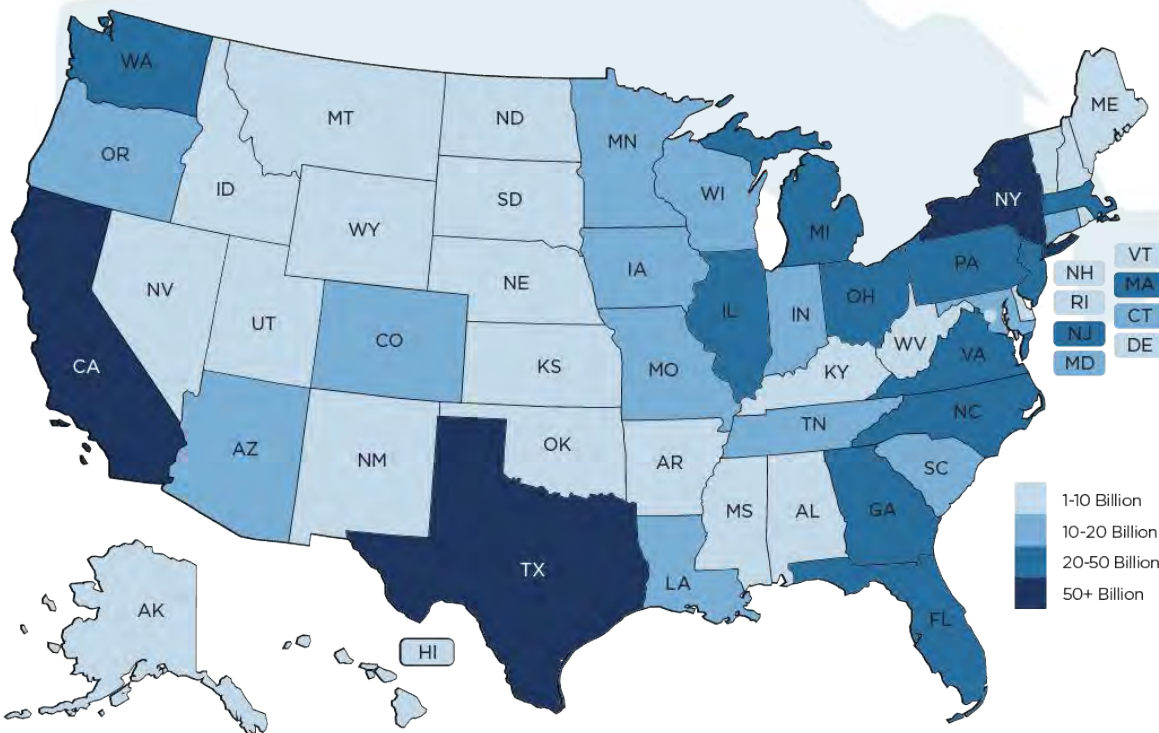 WA
MT
ND
MN
ME
OR
ID
SD
WI
NY
WY
MI
IA
PA
NE
NV
UT
CO
IL
IN
OH
CA
KS
MO
WV
VA
KY
NC
TN
AZ
NM
OK
AR
SC
MS
AL
GA
TX
LA
FL
AK
HI
VT
NH
MA
RI
CT
NJ
DE
MD
1-10 Billion
10-20 Billion
20-50 Billion
50+ Billion